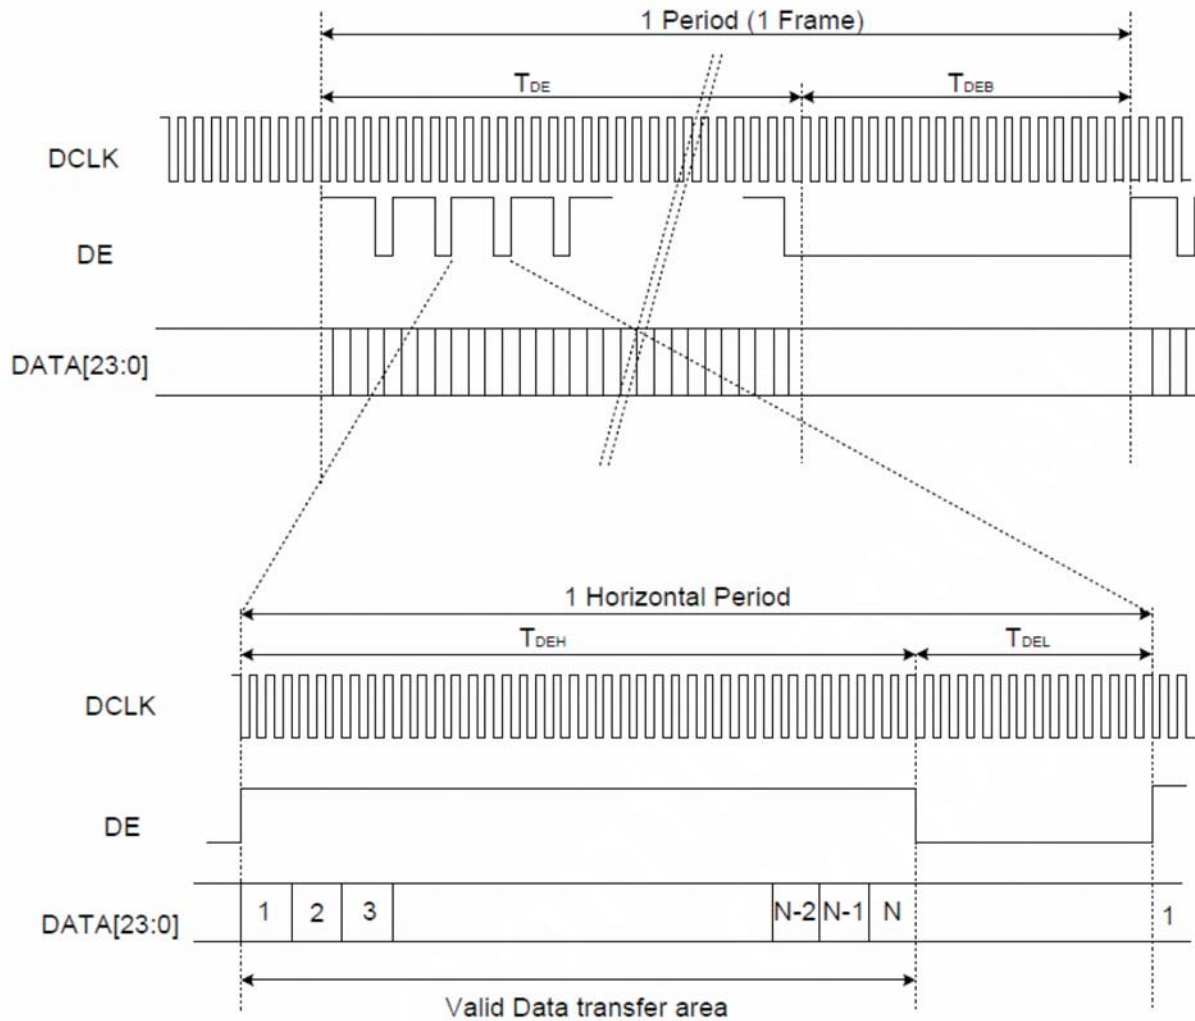 1 Period (1 Frame)
TDE
TDEB
DCLK
DE
DATA[23:0]
1 Horizontal Period
TDEH
TDEL
DCLK
DE
DATA[23:0]
1 2 3 N-2 N-1 N 1
Valid Data transfer area